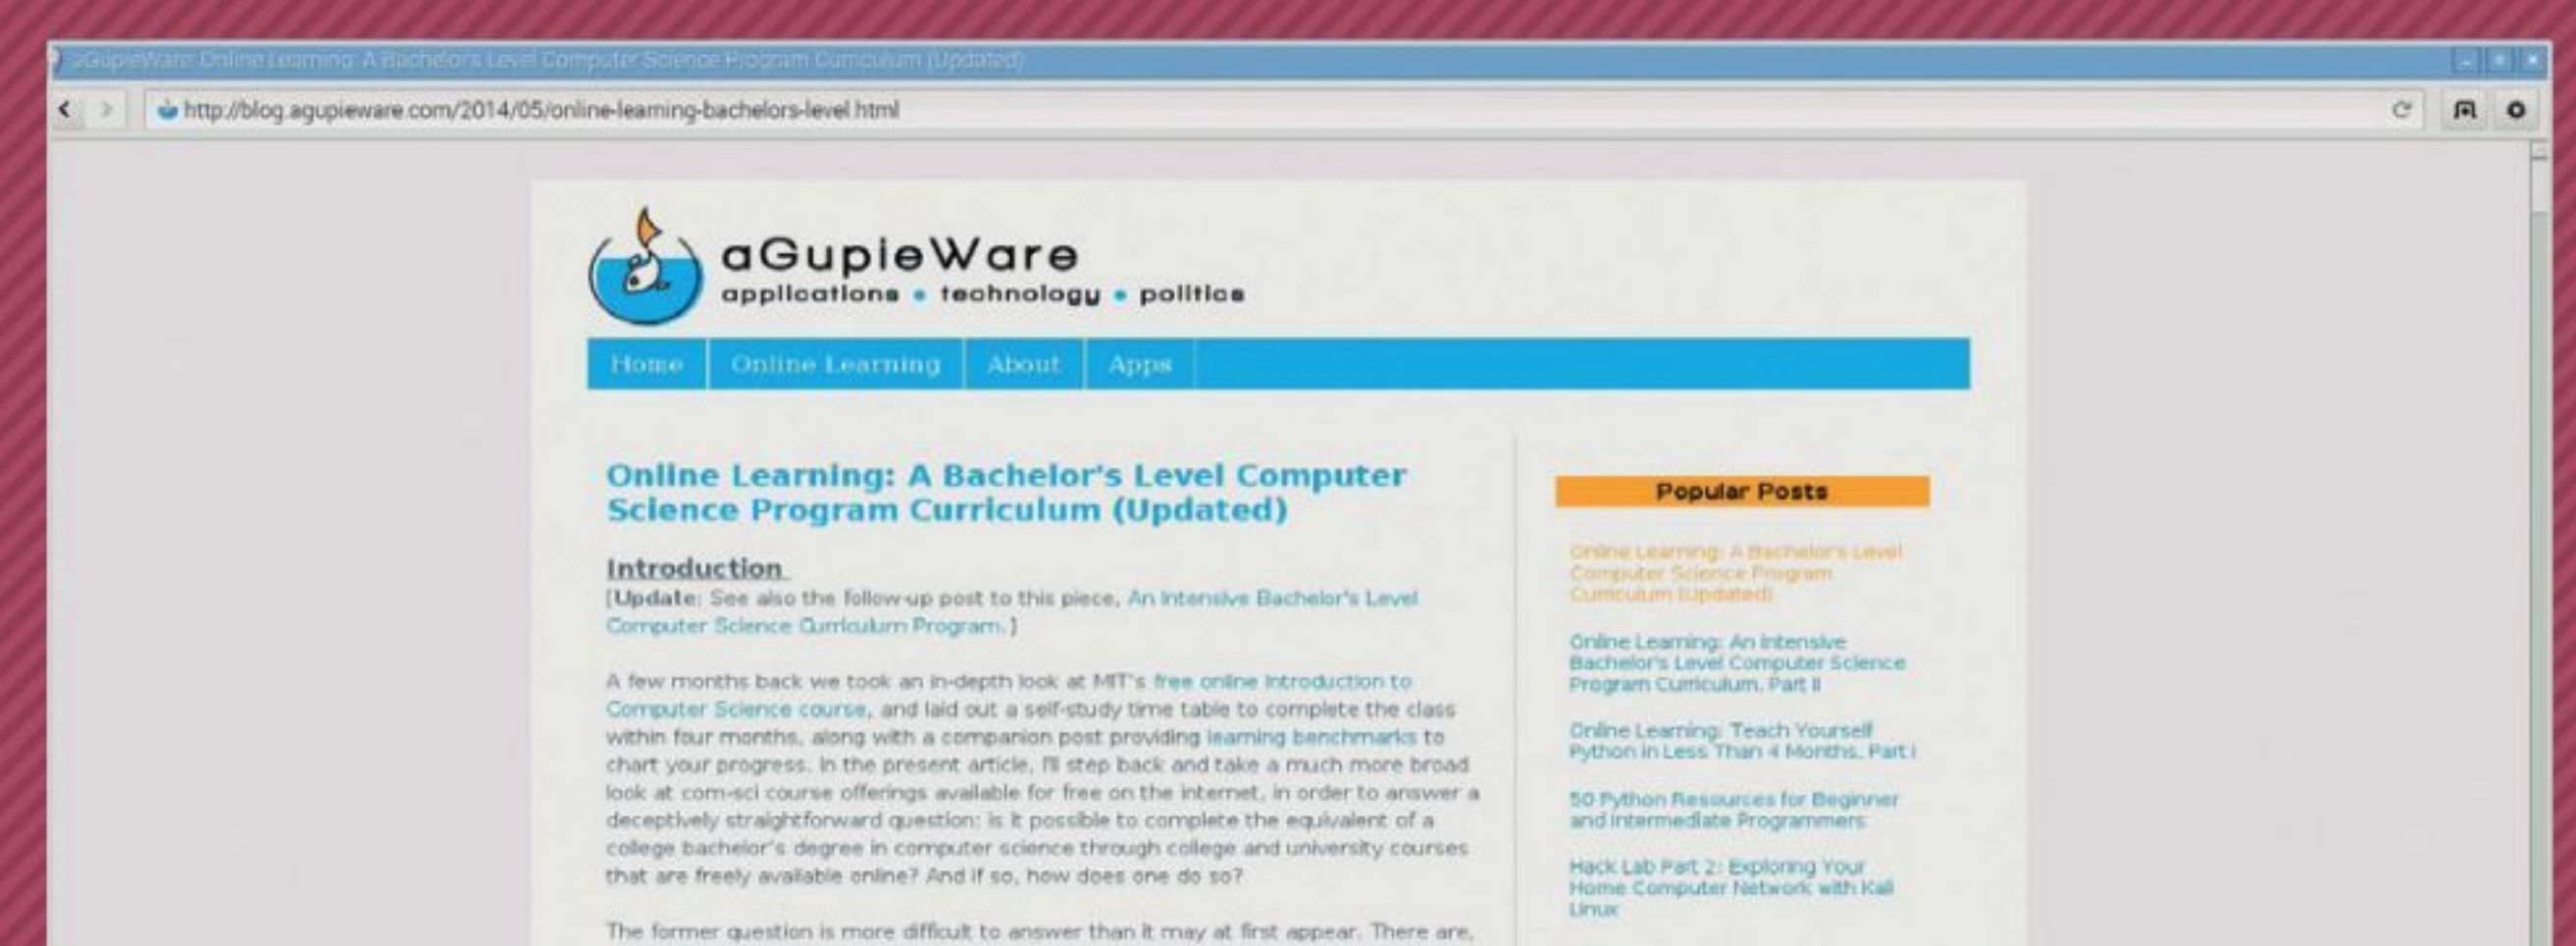 aGupieWare: Online Learning: A Bachelor's Level Computer Science Program Curriculum (Updated)
http://blog.agupieware.com/2014/05/online-learning-bachelors-level.html
aGupieWare
applications • technology • politics
Home Online Learning About Apps
Online Learning: A Bachelor's Level Computer
Science Program Curriculum (Updated)
Introduction
[Update: See also the follow-up post to this piece, An Intensive Bachelor's Level
Computer Science Curriculum Program.]
A few months back we took an in-depth look at MIT's free online Introduction to
Computer Science course, and laid out a self-study time table to complete the class
within four months, along with a companion post providing learning benchmarks to
chart your progress. In the present article, I'll step back and take a much more broad
look at com-sci course offerings available for free on the internet, in order to answer a
deceptively straightforward question: is it possible to complete the equivalent of a
college bachelor's degree in computer science through college and university courses
that are freely available online? And if so, how does one do so?
The former question is more difficult to answer than it may at first appear. There are,
Popular Posts
Online Learning: A Bachelor's Level
Computer Science Program
Curriculum (Updated)
Online Learning: An Intensive
Bachelor's Level Computer Science
Program Curriculum, Part II
Online Learning: Teach Yourself
Python in Less Than 4 Months, Part I
50 Python Resources for Beginner
and Intermediate Programmers
Hack Lab Part 2: Exploring Your
Home Computer Network with Kali
Linux